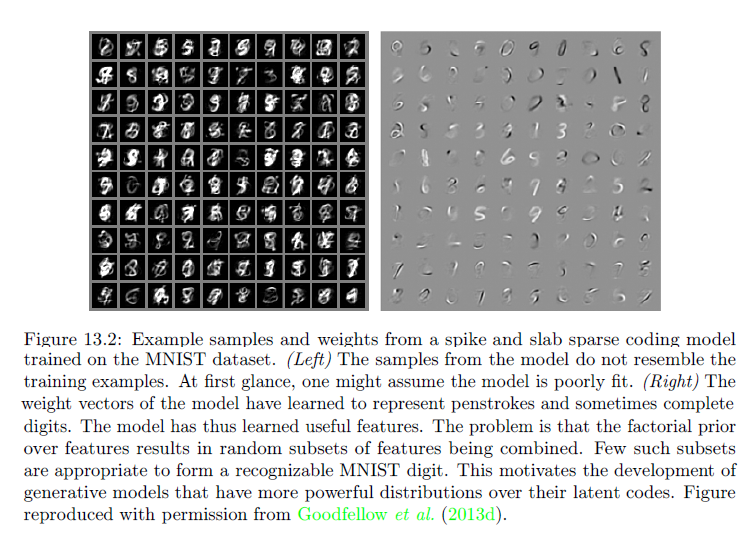 Figure 13.2: Example samples and weights from a spike and slab sparse coding model
trained on the MNIST dataset. (Left) The samples from the model do not resemble the
training examples. At first glance, one might assume the model is poorly fit. (Right) The
weight vectors of the model have learned to represent penstrokes and sometimes complete
digits. The model has thus learned useful features. The problem is that the factorial prior
over features results in random subsets of features being combined. Few such subsets
are appropriate to form a recognizable MNIST digit. This motivates the development of
generative models that have more powerful distributions over their latent codes. Figure
reproduced with permission from Goodfellow et al. (2013d).